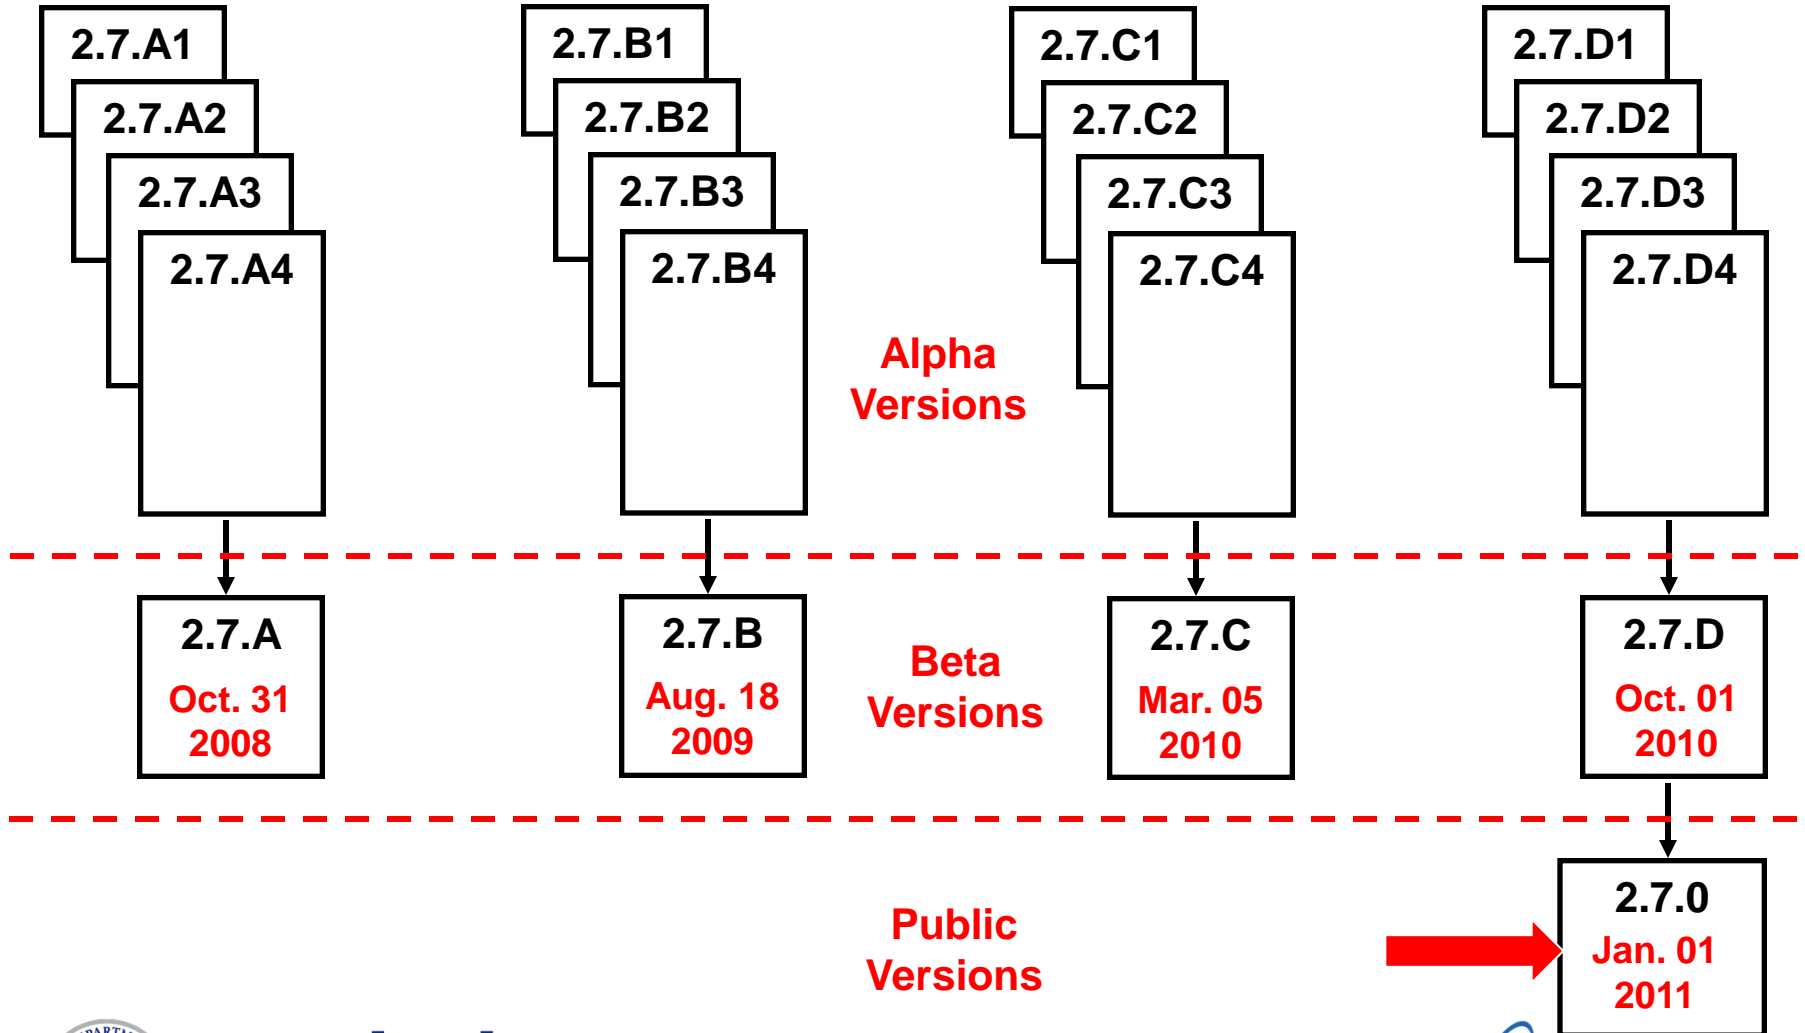 2.7.A1
2.7.A2
2.7.A3
2.7.A4
2.7.B1
2.7.B2
2.7.B3
2.7.B4
2.7.C1
2.7.C2
2.7.C3
2.7.C4
2.7.D1
2.7.D2
2.7.D3
2.7.D4
Alpha
Versions
2.7.A
Oct. 31
2008
2.7.B
Aug. 18
2009
Beta
Versions
2.7.C
Mar. 05
2010
2.7.D
Oct. 01
2010
Public
Versions
2.7.0
Jan. 01
2011